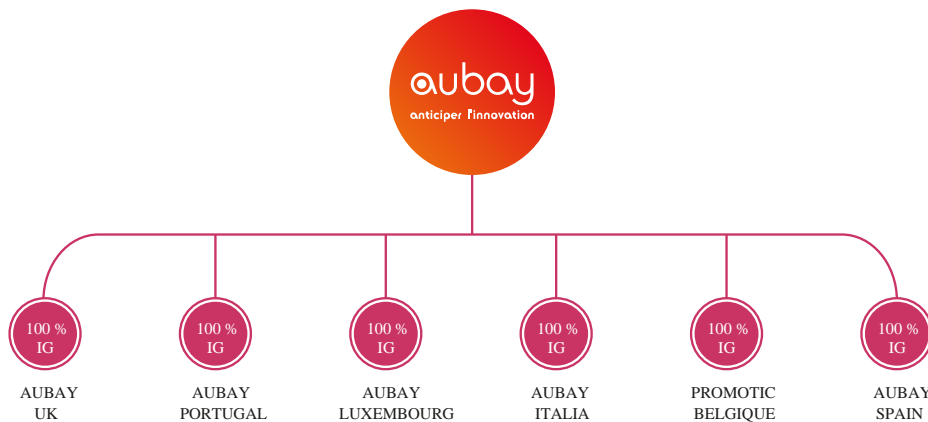 aubay
anticiper l'innovation
100 %
IG
100 %
IG
100 %
IG
100 %
IG
100 %
IG
100 %
IG
AUBAY
UK
AUBAY
PORTUGAL
AUBAY
LUXEMBOURG
AUBAY
ITALIA
PROMOTIC
BELGIQUE
AUBAY
SPAIN